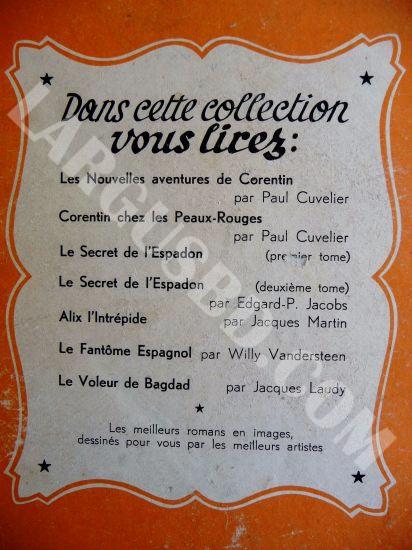 Dans cette collection
vous lirez:
Les Nouvelles aventures de Corentin
par Paul Cuvelier
Corentin chez les Peaux-Rouges
par Paul Cuvelier
Le Secret de l'Espadon (premier tome)
Le Secret de l'Espadon (deuxième tome)
par Edgard-P. Jacobs
Alix l'Intrépide par Jacques Martin
Le Fantôme Espagnol par Willy Vandersteen
Le Voleur de Bagdad par Jacques Laudy
Les meilleurs romans en images,
dessinés pour vous par les meilleurs artistes
LARGUSBD.COM